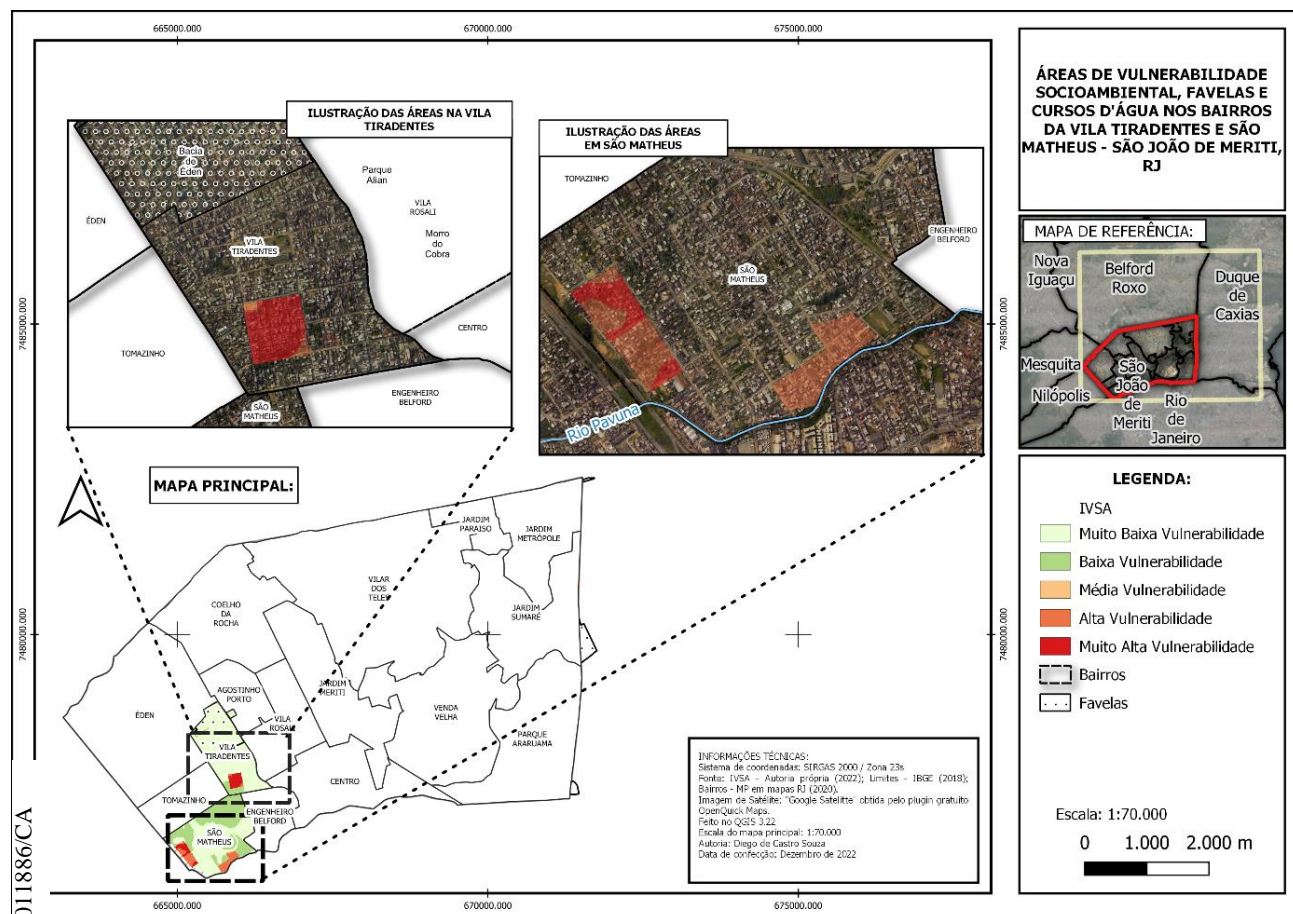 665000.000
670000.000
675000.000
ILUSTRAÇÃO DAS ÁREAS NA VILA
TIRADENTES
Bacia
de
Éden
Parque
Alian
VILA
ROSALI
Morro
do
Cobra
ÉDEN
VILA
TIRADENTES
TOMAZINHO
CENTRO
ENGENHEIRO
BELFORD
SÃO
MATHEUS
ILUSTRAÇÃO DAS ÁREAS
EM SÃO MATHEUS
TOMAZINHO
ENGENHEIRO
BELFORD
SÃO
MATHEUS
Rio Pavuna
7485000.000
7485000.000
ÁREAS DE VULNERABILIDADE
SOCIOAMBIENTAL, FAVELAS E
CURSOS D'ÁGUA NOS BAIRROS
DA VILA TIRADENTES E SÃO
MATHEUS - SÃO JOÃO DE MERITI,
RJ
MAPA DE REFERÊNCIA:
Nova
Iguaçu
Belford
Roxo
Duque
de
Caxias
Mesquita
Nilópolis
São
João
de
Meriti
Rio
de
Janeiro
MAPA PRINCIPAL:
JARDIM
PARAISO
JARDIM
METRÓPOLE
VILAR
DOS
TELES
COELHO
DA
ROCHA
JARDIM
SUMARÉ
AGOSTINHO
PORTO
JARDIM
MERITI
ÉDEN
VILA
ROSALI
VENDA
VELHA
VILA
TIRADENTES
PARQUE
ARARUAMA
CENTRO
TOMAZINHO
ENGENHEIRO
BELFORD
SÃO
MATHEUS
7480000.000
7480000.000
LEGENDA:
IVSA
Muito Baixa Vulnerabilidade
Baixa Vulnerabilidade
Média Vulnerabilidade
Alta Vulnerabilidade
Muito Alta Vulnerabilidade
Bairros
Favelas
Escala: 1:70.000
0 1.000 2.000 m
INFORMAÇÕES TÉCNICAS:
Sistema de coordenadas: SIRGAS 2000 / Zona 23s
Fonte: IVSA - Autoria própria (2022); Limites - IBGE (2018);
Bairros - MP em mapas RJ (2020).
Imagem de Satélite: "Google Satelitte" obtida pelo plugin gratuito
OpenQuick Maps.
Feito no QGIS 3.22
Escala do mapa principal: 1:70.000
Autoria: Diego de Castro Souza
Data de confecção: Dezembro de 2022
665000.000
670000.000
675000.000
011886/CA